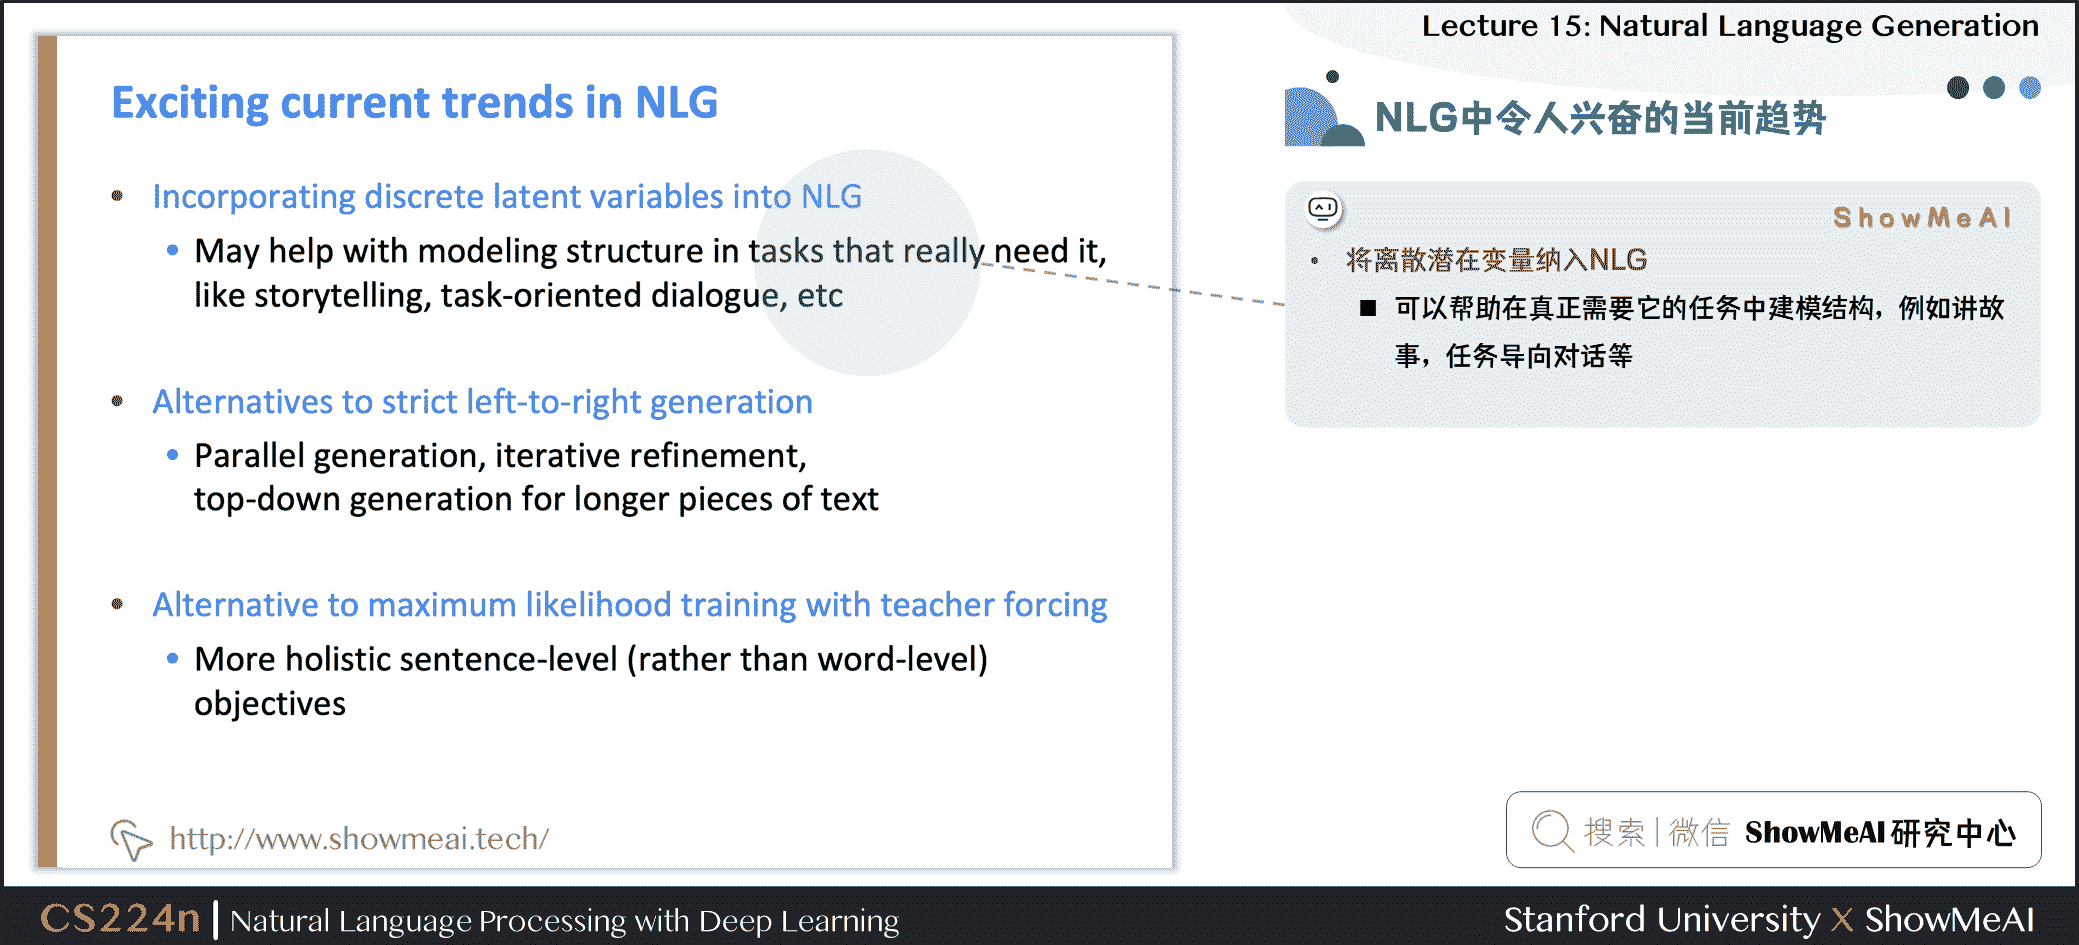 Lecture 15: Natural Language Generation
Exciting current trends in NLG
• Incorporating discrete latent variables into NLG
• May help with modeling structure in tasks that really need it,
like storytelling, task-oriented dialogue, etc
• Alternatives to strict left-to-right generation
• Parallel generation, iterative refinement,
top-down generation for longer pieces of text
• Alternative to maximum likelihood training with teacher forcing
• More holistic sentence-level (rather than word-level)
objectives
http://www.showmeai.tech/
NLG中令人兴奋的当前趋势
ShowMeAI
• 将离散潜在变量纳入NLG
■ 可以帮助在真正需要它的任务中建模结构，例如讲故
事，任务导向对话等
搜索|微信 ShowMeAI研究中心
CS224n | Natural Language Processing with Deep Learning
Stanford University X ShowMeAI